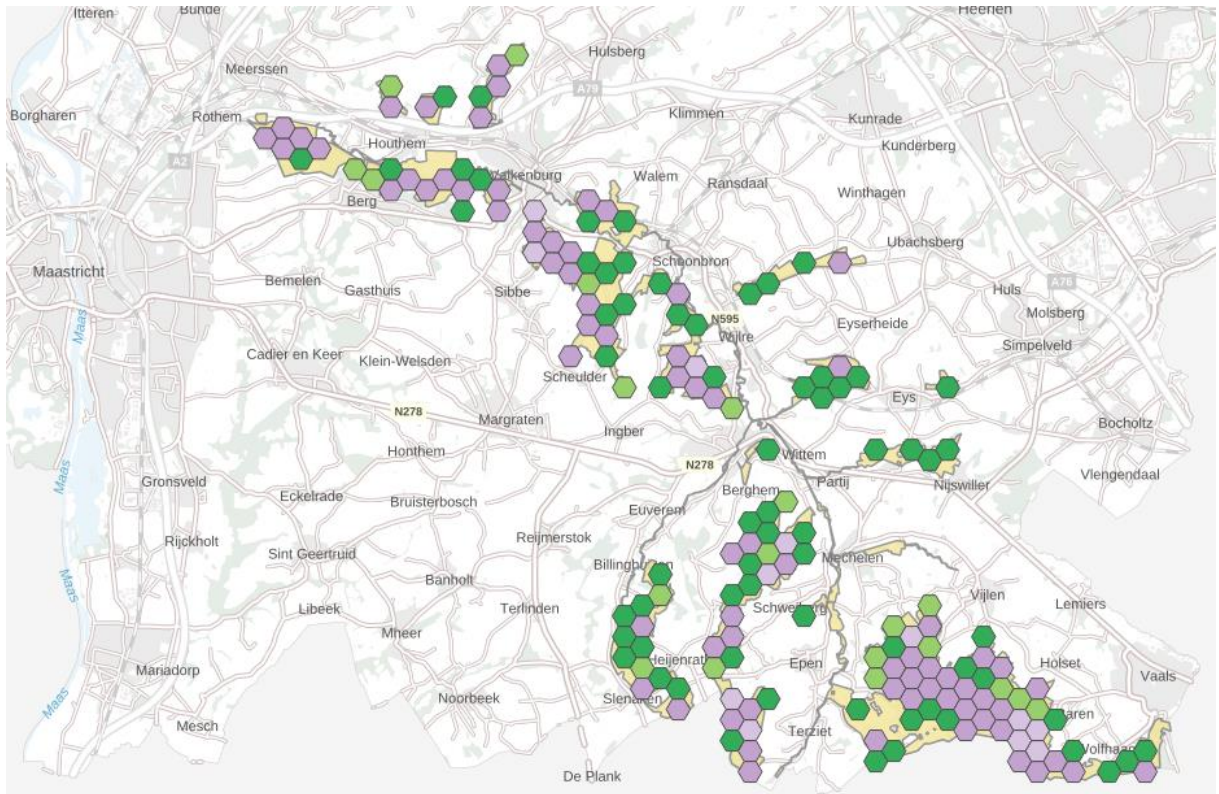 Itteren
Bunde
Heerlen
Hulsberg
Meerssen
A79
Borgharen
Rothem
Klimmen
Kunrade
Houthem
Kunderberg
A2
Walem
Ransdaal
Winthagen
Berg
Ubachsberg
Maastricht
Schoonbron
Bemelen
Gasthuis
Sibbe
Huls
A76
Molsberg
Maas
N595
Eyserheide
Wijlre
Simpelveld
Cadier en Keer
Klein-Welsden
Scheulder
Eys
N278
Margraten
Ingber
Bocholtz
Honthem
Wittem
Maas
N278
Partij
Nijswiller
Vlengendaal
Gronsveld
Eckelrade
Bruisterbosch
Berghem
Euverem
Rijckholt
Reijmerstok
Sint Geertruid
Mechelen
Banholt
Maas
Vijlen
Libeek
Terlinden
Lemiers
Mheer
Epen
Holset
Mariadorp
Vaals
Noorbeek
Slenaken
Maas
Mesch
Terziet
De Plank